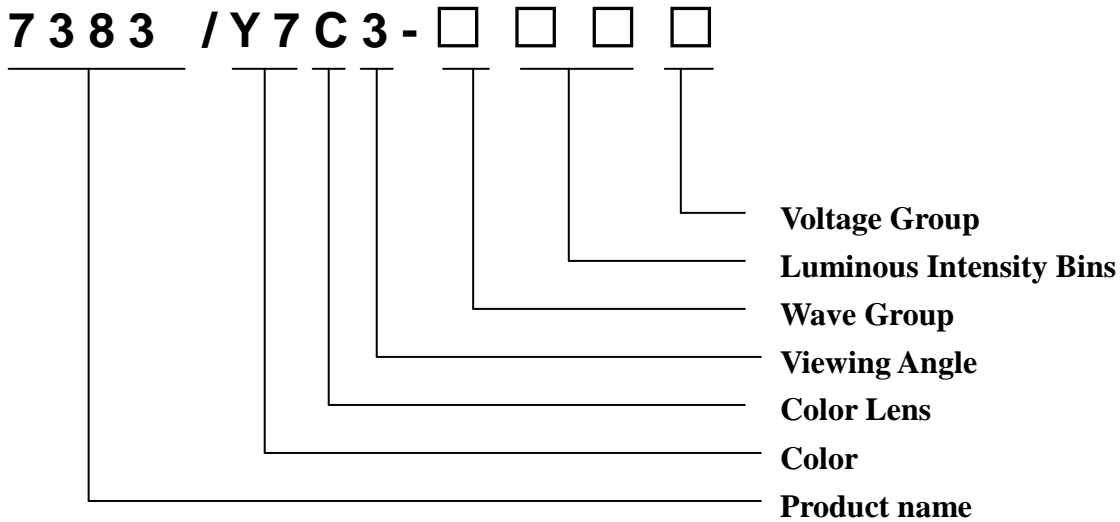 7383 /Y7C3-□ □ □ □
Voltage Group
Luminous Intensity Bins
Wave Group
Viewing Angle
Color Lens
Color
Product name